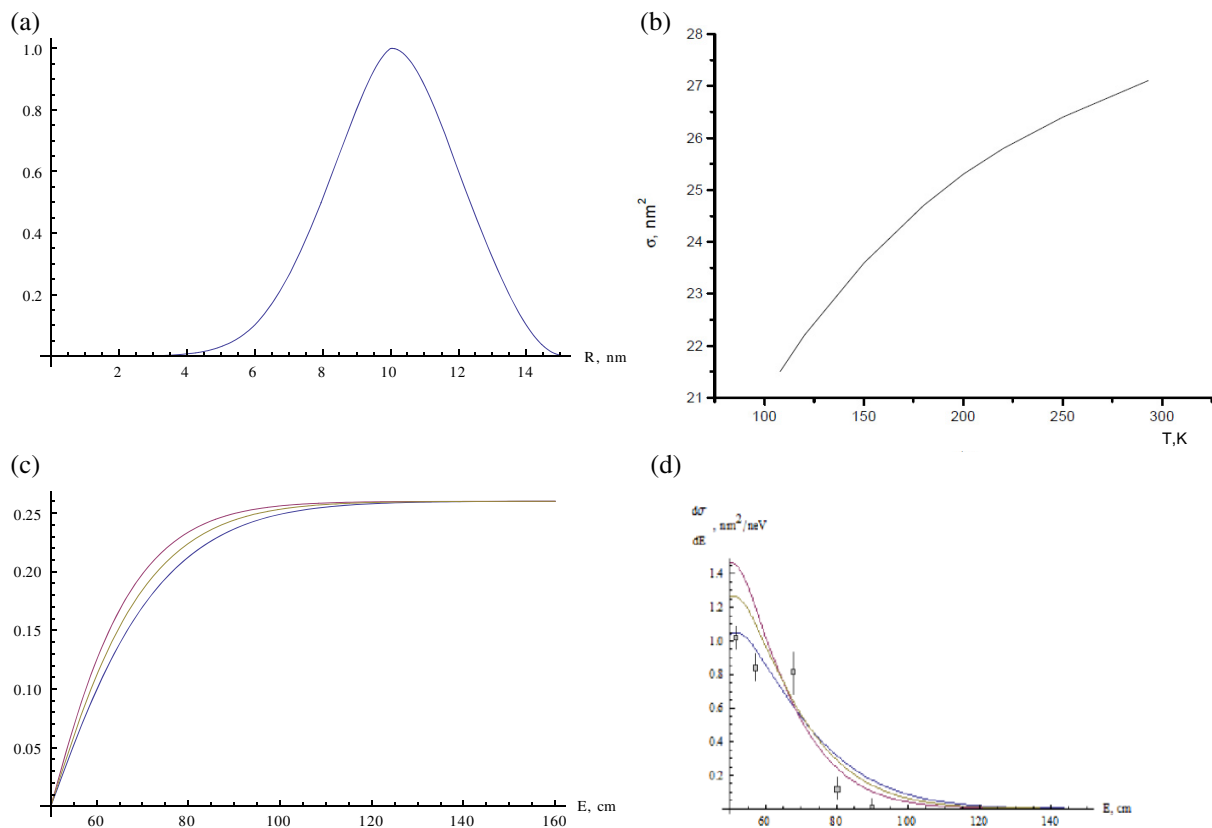 (a)
1.0
0.8
0.6
0.4
0.2
2 4 6 8 10 12 14
R, nm
(b)
28
27
26
25
24
23
22
21
σ, nm²
100 150 200 250 300
T,K
(c)
0.25
0.20
0.15
0.10
0.05
60 80 100 120 140 160
E, cm
(d)
dσ
dE
, nm²/neV
1.4
1.2
1.0
0.8
0.6
0.4
0.2
60 80 100 120 140
E, cm